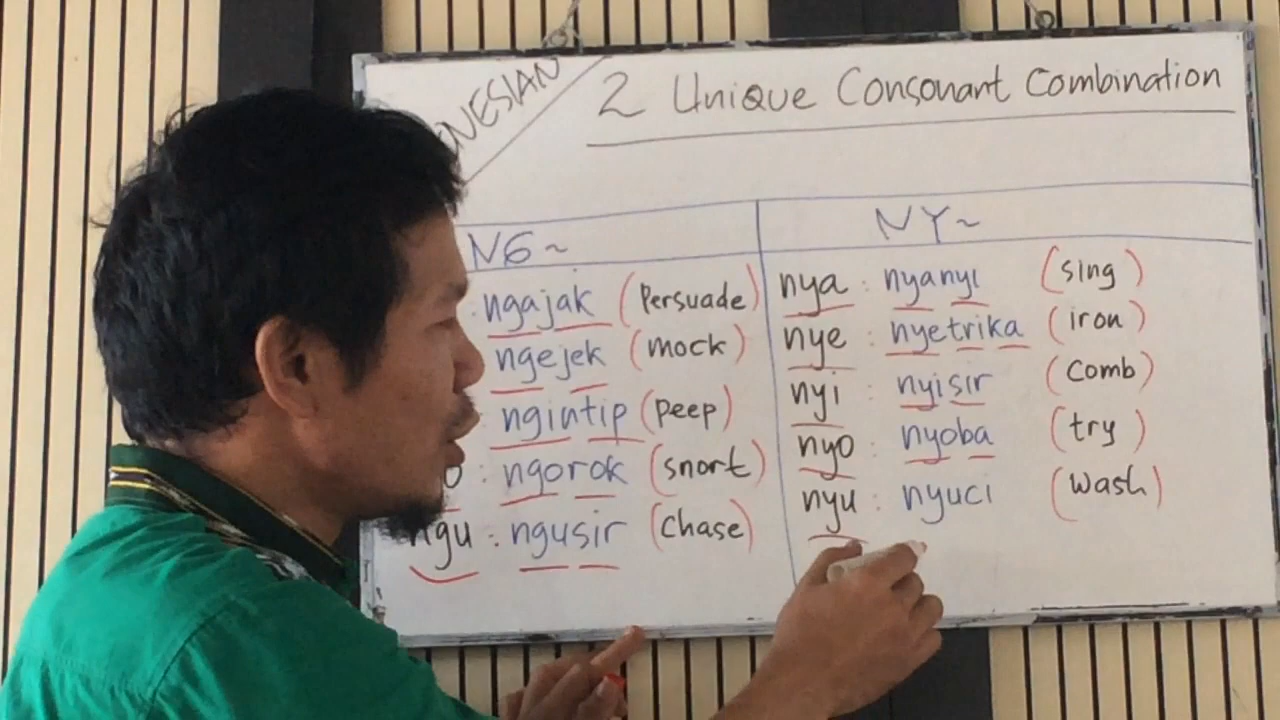 2 Unique Consonant Combination
NG~ NY~
ngajak (Persuade)
ngejek (mock)
ngintip (peep)
: ngorok (snort)
ngu : ngusir (Chase)
nya : nyanyi (sing)
nye : nyetrika (iron)
nyi : nyisir (Comb)
nyo : nyoba (try)
nyu : nyuci (wash)